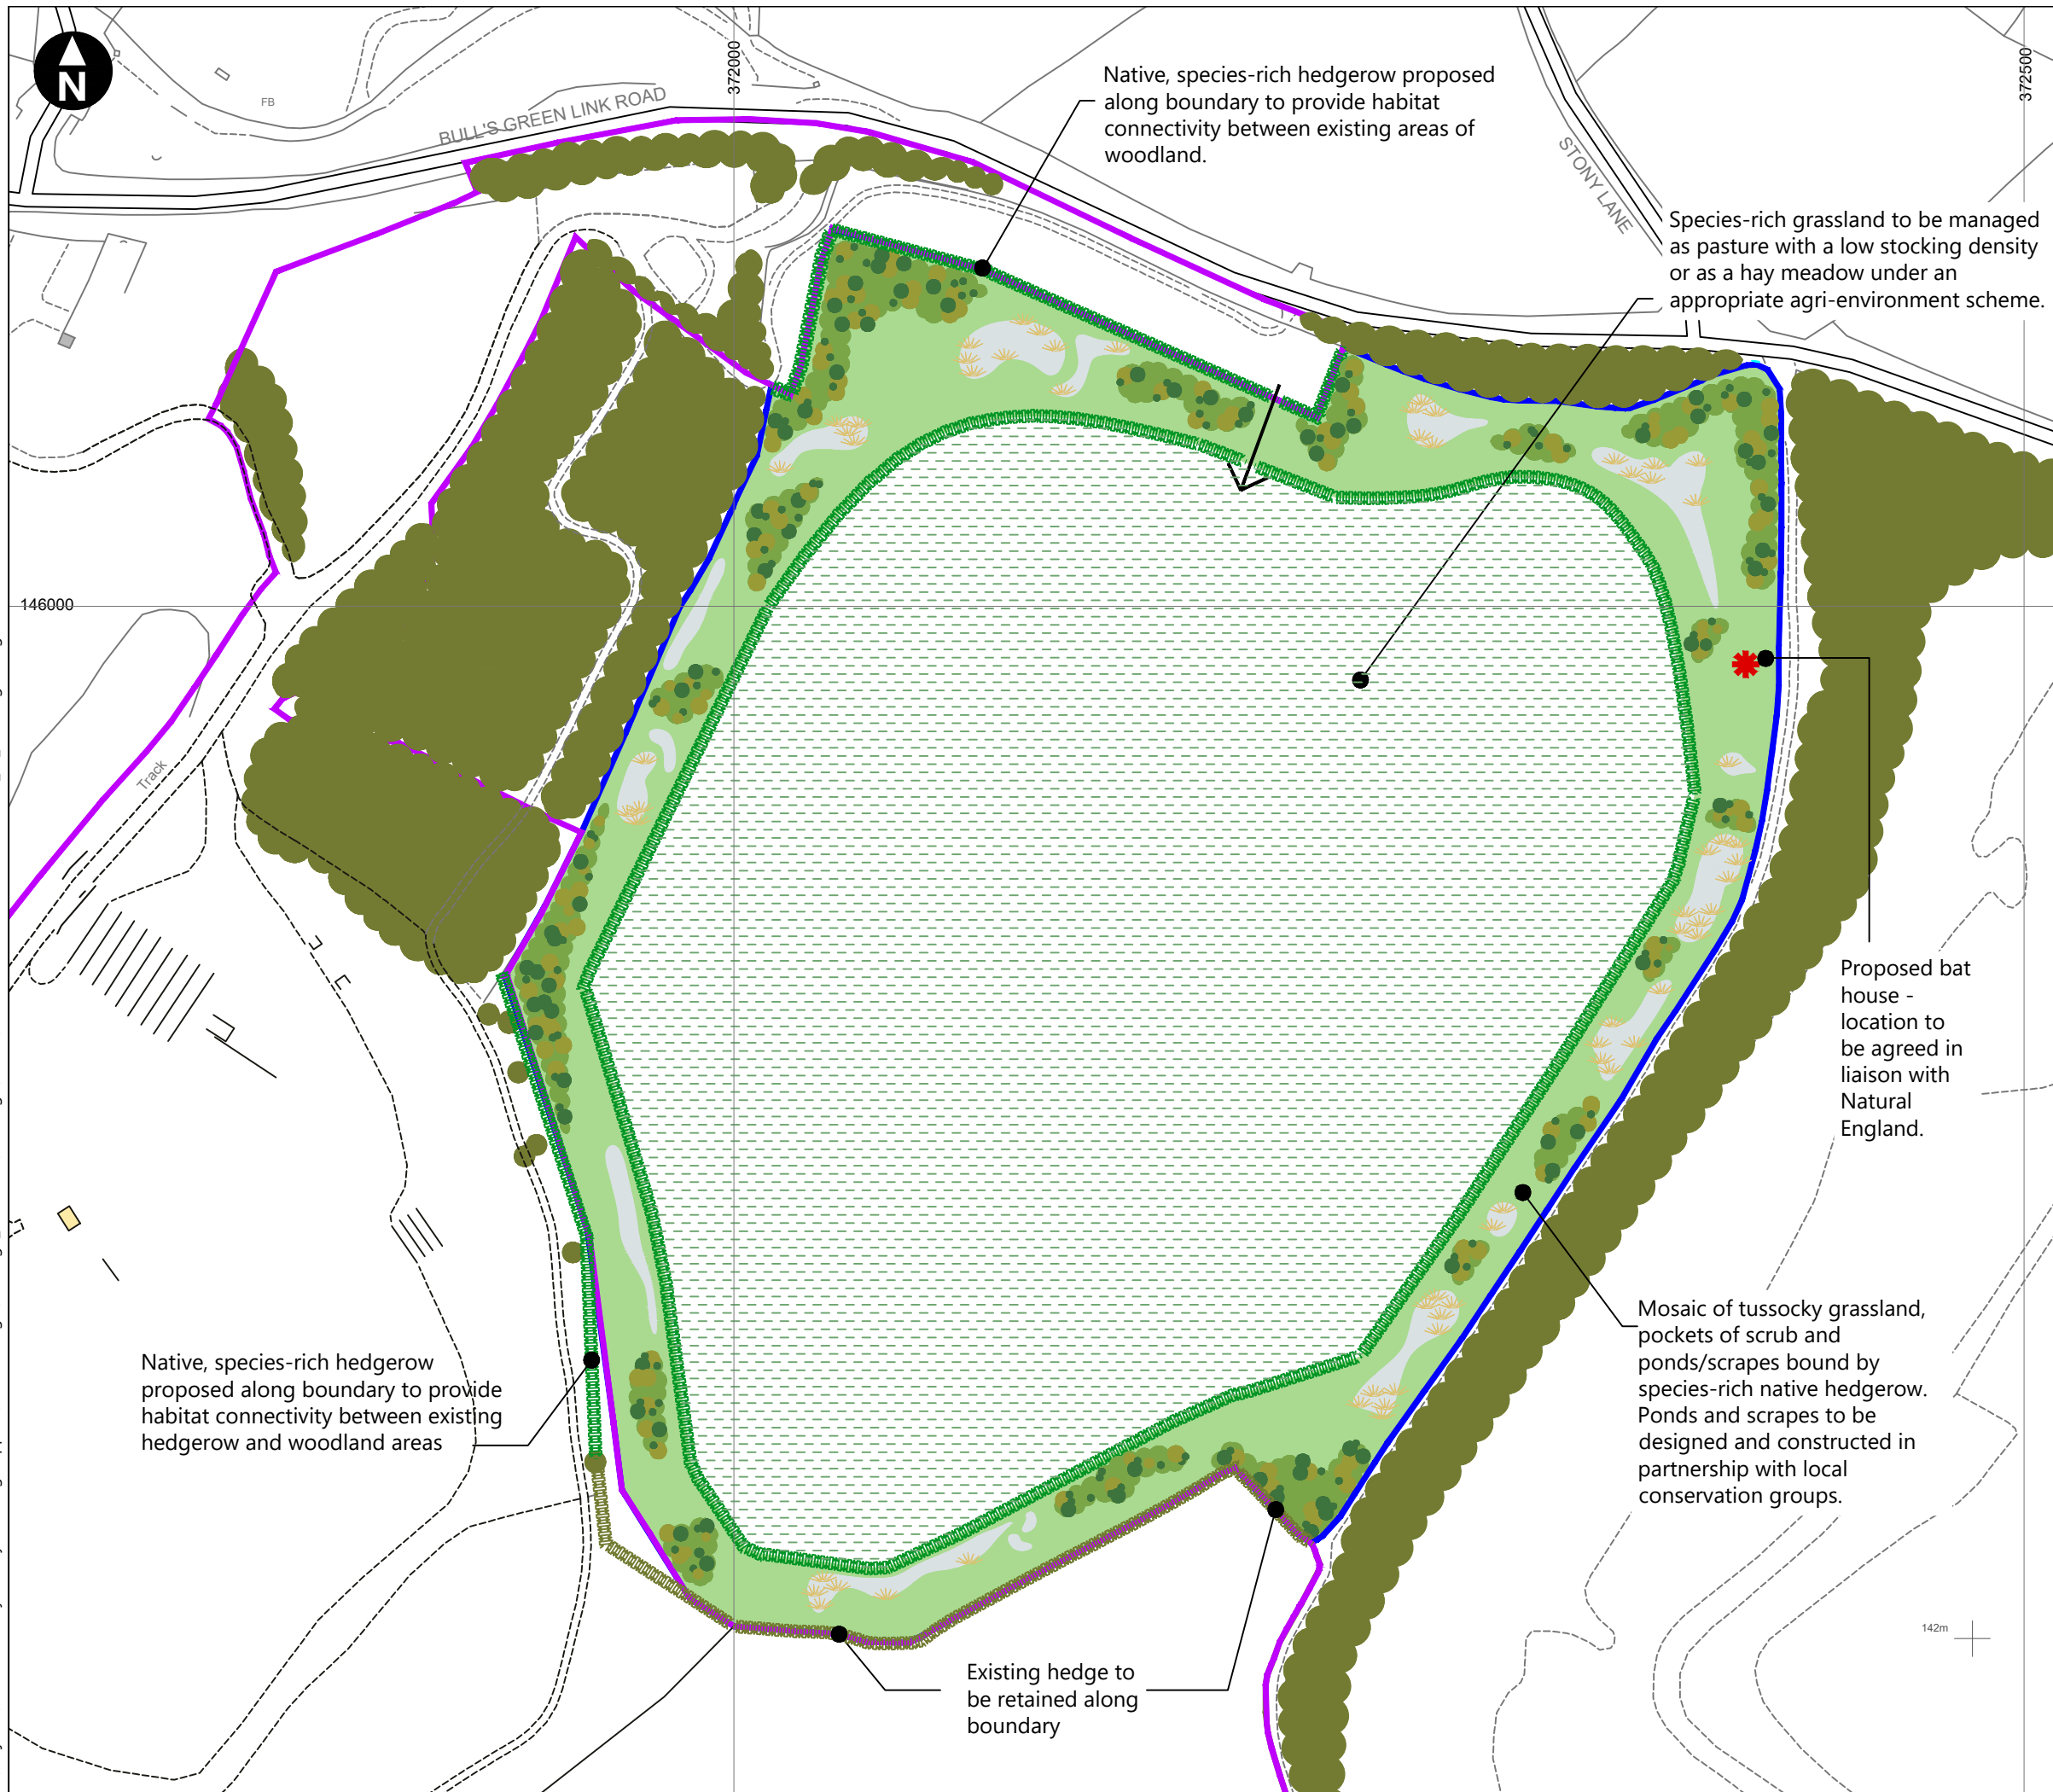 N
FB
BULL'S GREEN LINK ROAD
372000
372500
STONY LANE
Native, species-rich hedgerow proposed
along boundary to provide habitat
connectivity between existing areas of
woodland.
Species-rich grassland to be managed
as pasture with a low stocking density
or as a hay meadow under an
appropriate agri-environment scheme.
146000
Track
Proposed bat
house -
location to
be agreed in
liaison with
Natural
England.
Mosaic of tussocky grassland,
pockets of scrub and
ponds/scrapes bound by
species-rich native hedgerow.
Ponds and scrapes to be
designed and constructed in
partnership with local
conservation groups.
Native, species-rich hedgerow
proposed along boundary to provide
habitat connectivity between existing
hedgerow and woodland areas
Existing hedge to
be retained along
boundary
142m